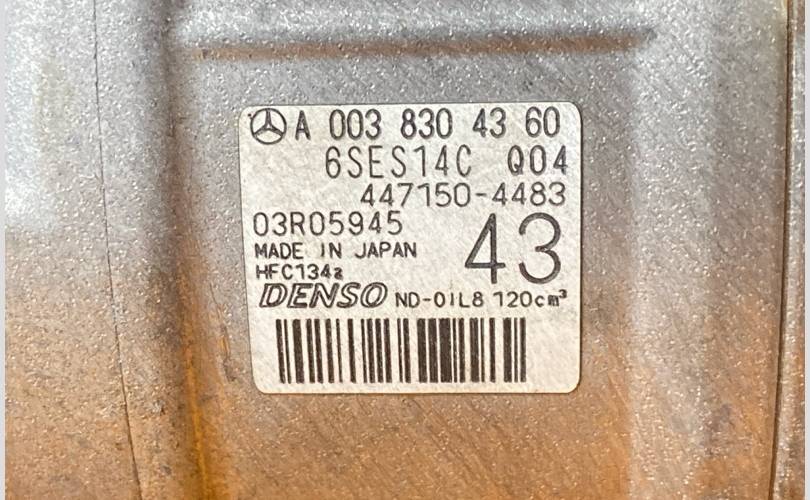 A 003 830 43 60
6SES14C Q04
447150-4483
03R05945
43
MADE IN JAPAN
HFC134a
DENSO ND-OIL8 120cm³